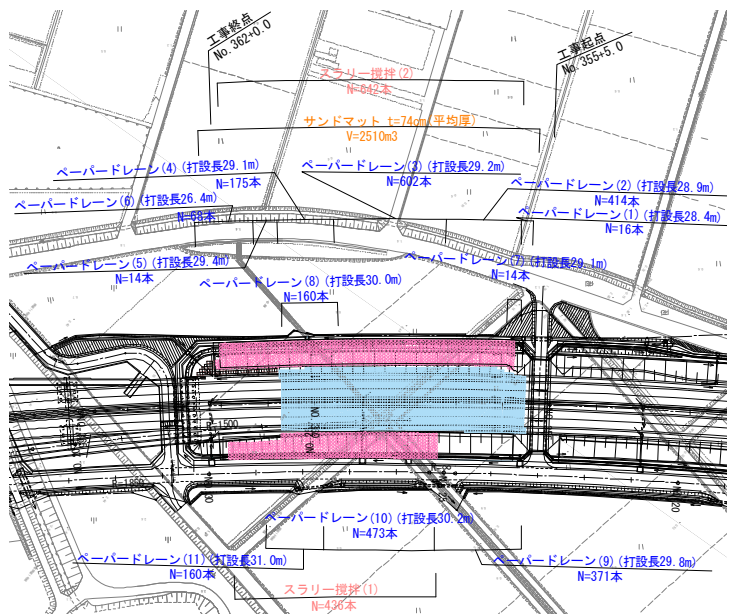 工事終点
No.362+0.0
工事起点
No.355+5.0
スラリー撹拌(2)
N=642本
サンドマット t=74cm(平均厚)
V=2510m3
ペーパードレーン(4)(打設長29.1m)
N=175本
ペーパードレーン(3)(打設長29.2m)
N=602本
ペーパードレーン(2)(打設長28.9m)
N=414本
ペーパードレーン(6)(打設長26.4m)
N=68本
ペーパードレーン(1)(打設長28.4m)
N=16本
ペーパードレーン(5)(打設長29.4m)
N=14本
ペーパードレーン(7)(打設長29.1m)
N=14本
ペーパードレーン(8)(打設長30.0m)
N=160本
1500
ペーパードレーン(10)(打設長30.2m)
N=473本
ペーパードレーン(11)(打設長31.0m)
N=160本
ペーパードレーン(9)(打設長29.8m)
N=371本
スラリー撹拌(1)
N=436本